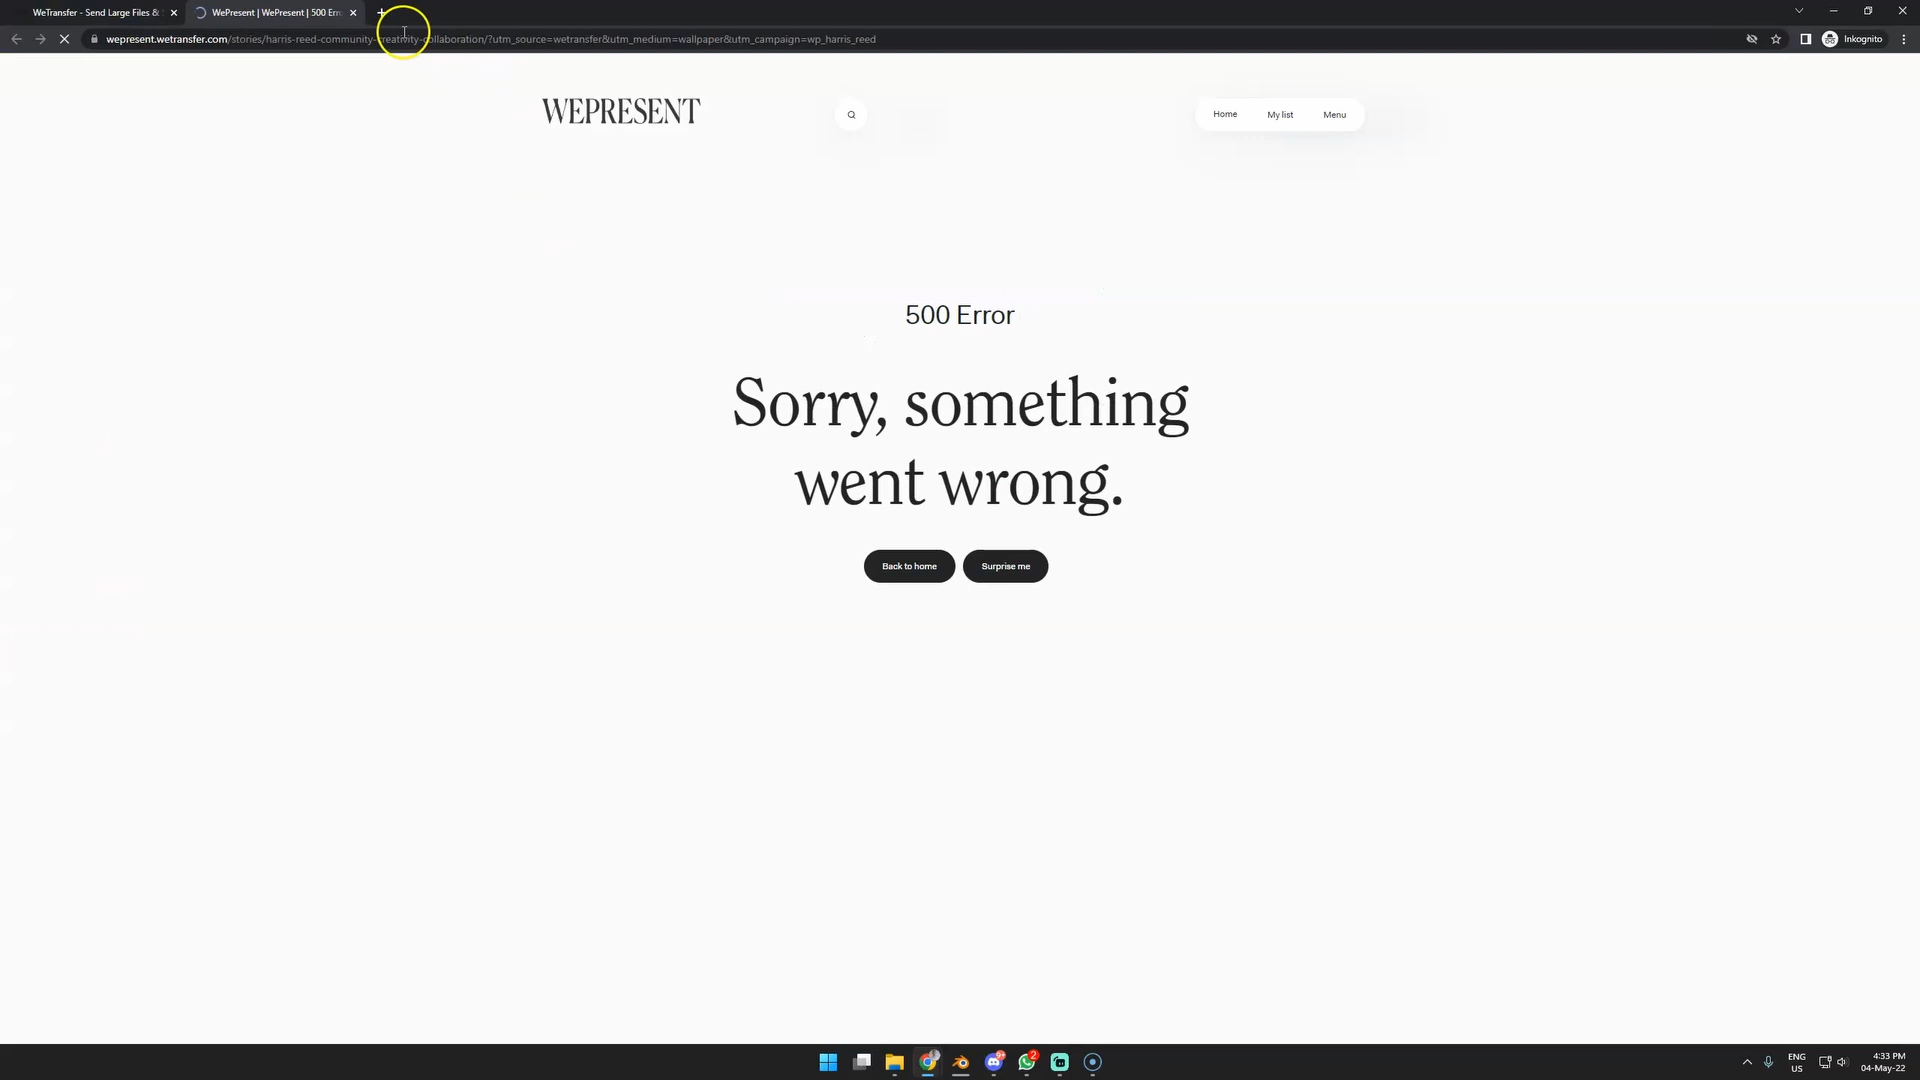 WeTransfer - Send Large Files &
WePresent | WePresent | 500 Err
wepresent.wetransfer.com/stories/harris-reed-community-creativity-collaboration/?utm_source=wetransfer&utm_medium=wallpaper&utm_campaign=wp_harris_reed
Inkognito
WEPRESENT
Home
My list
Menu
500 Error
Sorry, something
went wrong.
Back to home
Surprise me
9+
2
ENG
US
4:33 PM
04-May-22